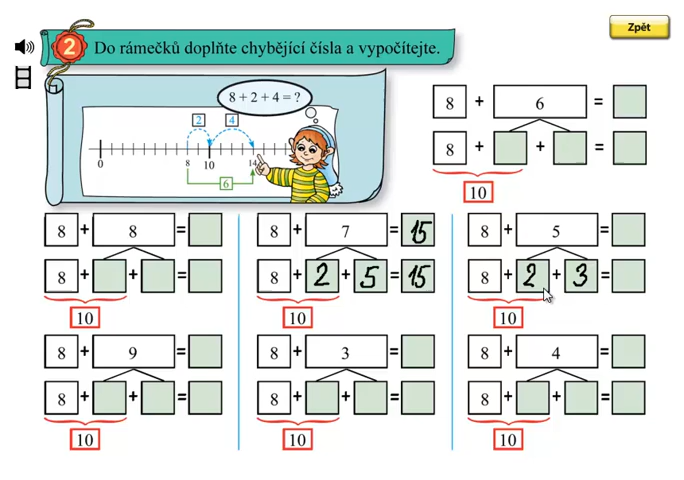 Zpět
2 Do rámečků doplňte chybějící čísla a vypočítejte.
8 + 2 + 4 = ?
2 4
0 8 10 14
6
8 + 6 =
8 + + =
10
8 + 8 = 8 + 7 = 15 8 + 5 =
8 + + = 8 + 2 + 5 = 15 8 + 2 + 3 =
10 10 10
8 + 9 = 8 + 3 = 8 + 4 =
8 + + = 8 + + = 8 + + =
10 10 10